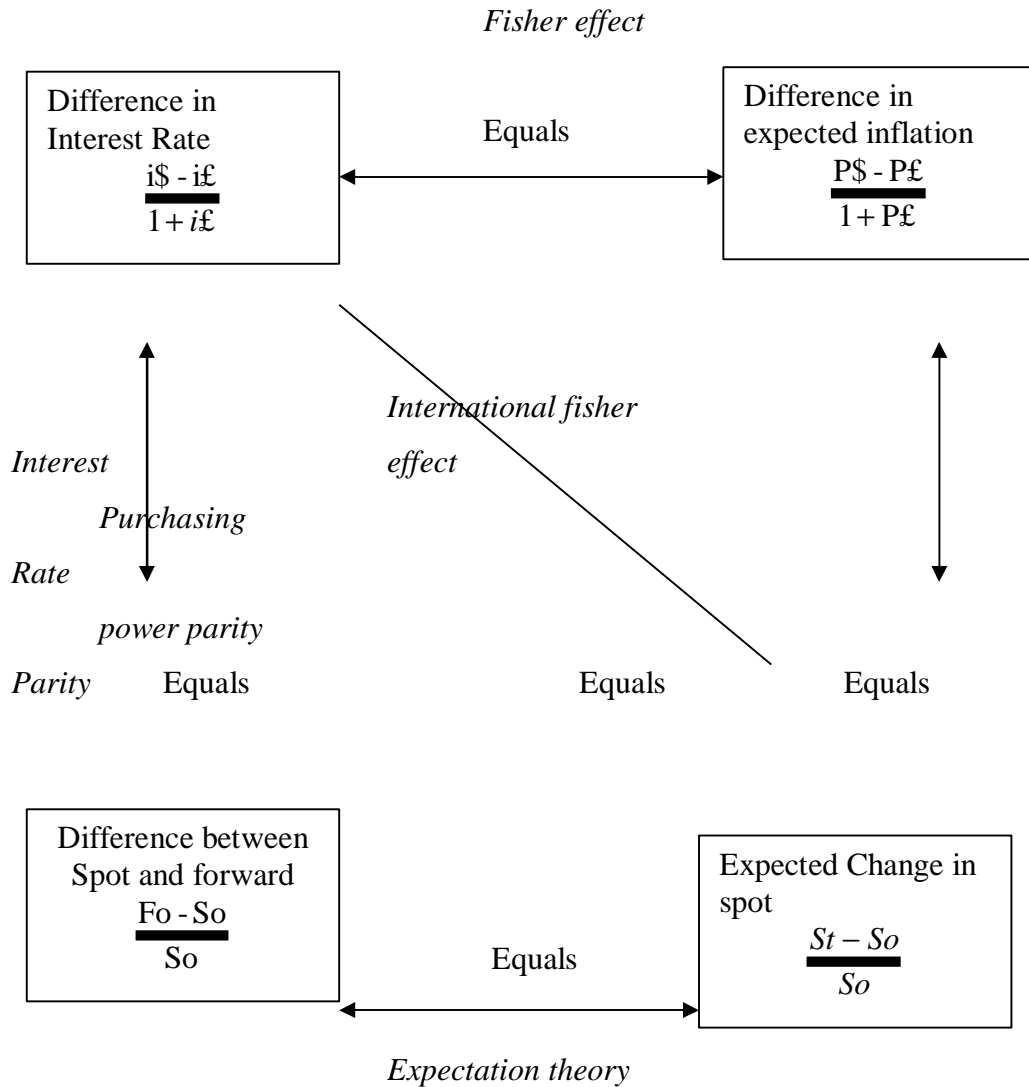 Fisher effect
Difference in
Interest Rate
i$ - i£
1 + i£
Equals
Difference in
expected inflation
P$ - P£
1 + P£
International fisher
effect
Interest
Purchasing
Rate
power parity
Parity Equals Equals Equals
Difference between
Spot and forward
Fo - So
So
Equals
Expected Change in
spot
St − So
So
Expectation theory